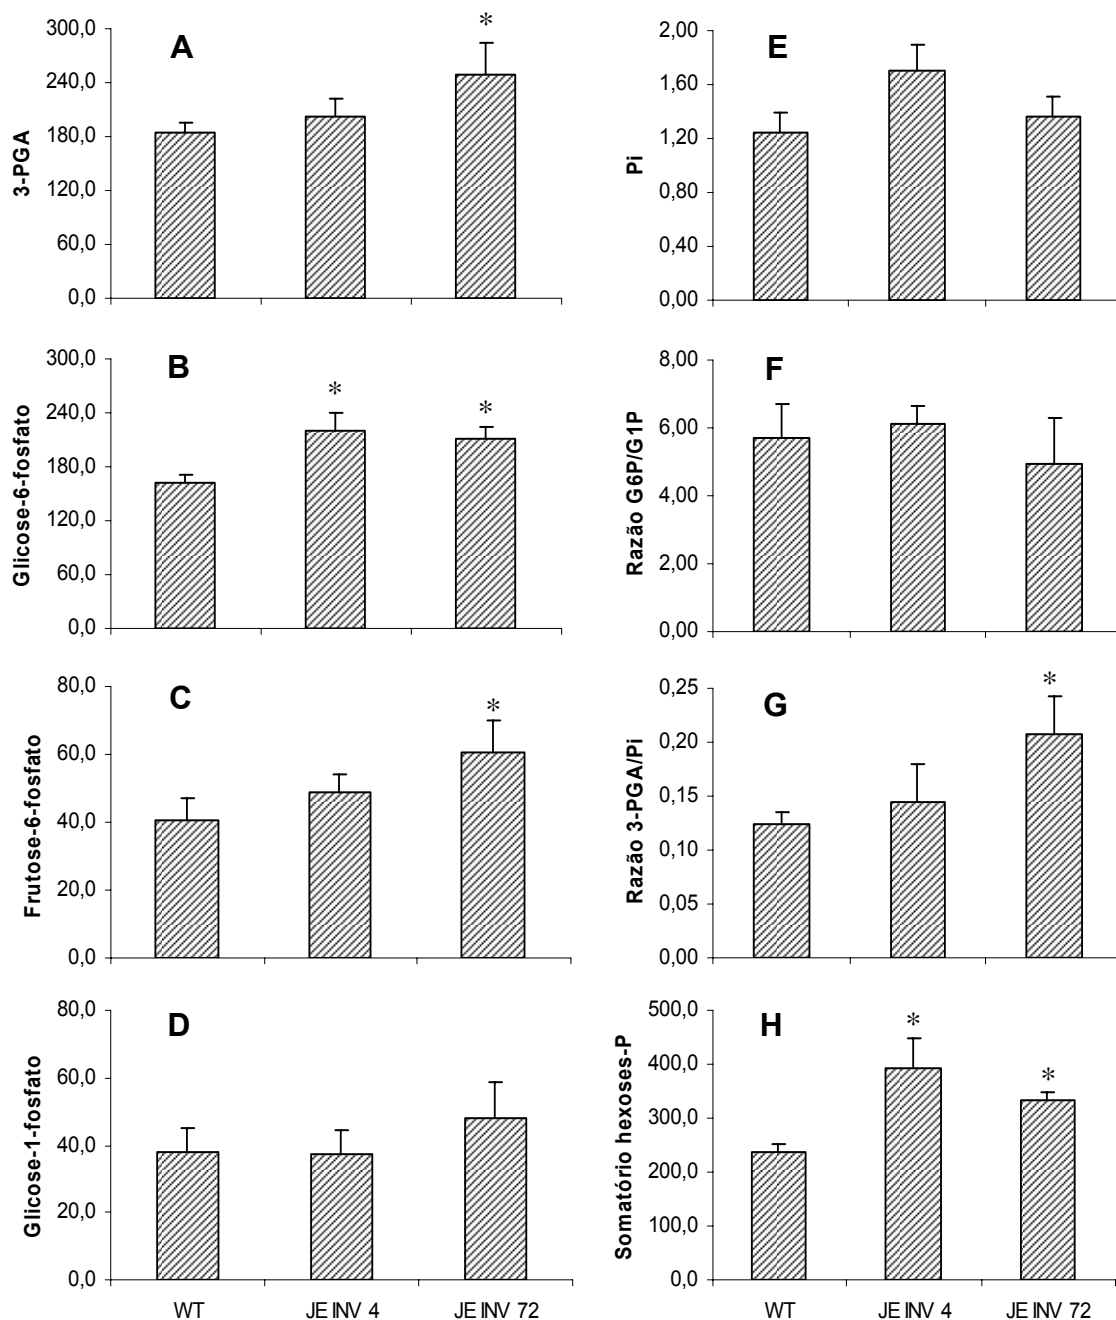 A
3-PGA
300,0
*
240,0
180,0
120,0
60,0
0,0
B
Glicose-6-fosfato
300,0
*
*
240,0
180,0
120,0
60,0
0,0
C
Frutose-6-fosfato
80,0
*
60,0
40,0
20,0
0,0
D
Glicose-1-fosfato
80,0
60,0
40,0
20,0
0,0
WT JE INV 4 JE INV 72
E
Pi
2,00
1,60
1,20
0,80
0,40
0,00
F
Razão G6P/G1P
8,00
6,00
4,00
2,00
0,00
G
Razão 3-PGA/Pi
0,25
*
0,20
0,15
0,10
0,05
0,00
H
Somatório hexoses-P
500,0
*
400,0
*
300,0
200,0
100,0
0,0
WT JE INV 4 JE INV 72